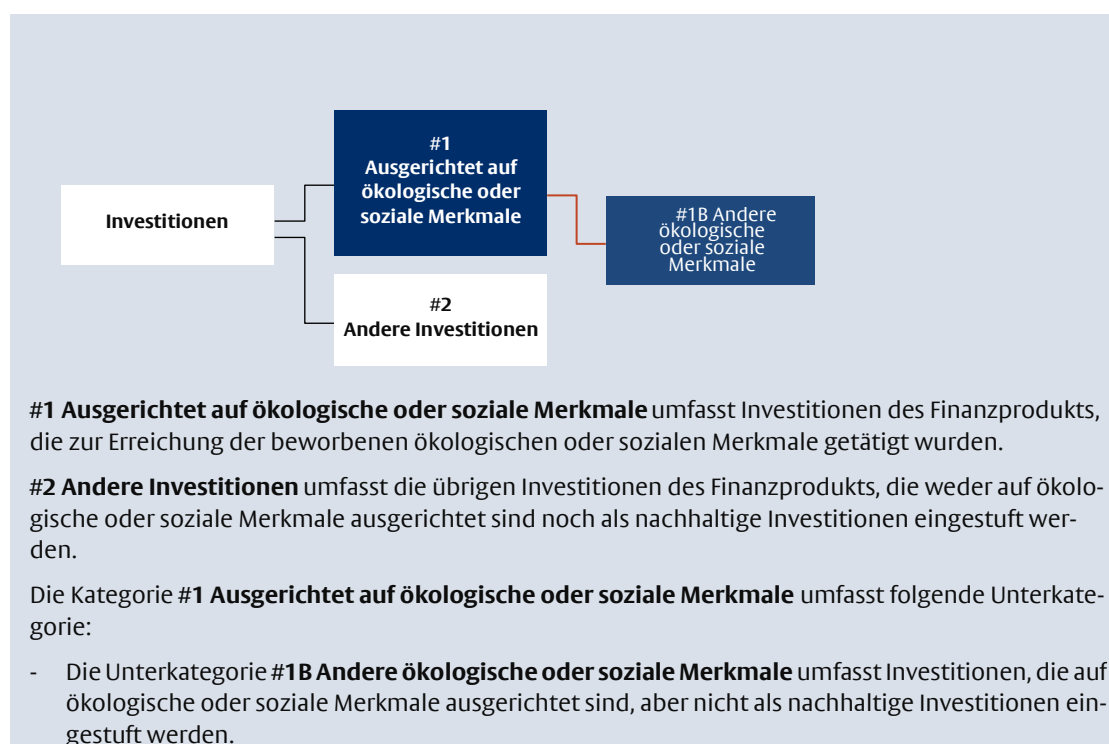 #1
Ausgerichtet auf
ökologische oder
soziale Merkmale
Investitionen
#1B Andere
ökologische
oder soziale
Merkmale
#2
Andere Investitionen
#1 Ausgerichtet auf ökologische oder soziale Merkmale umfasst Investitionen des Finanzprodukts,
die zur Erreichung der beworbenen ökologischen oder sozialen Merkmale getätigt wurden.
#2 Andere Investitionen umfasst die übrigen Investitionen des Finanzprodukts, die weder auf ökolo-
gische oder soziale Merkmale ausgerichtet sind noch als nachhaltige Investitionen eingestuft wer-
den.
Die Kategorie #1 Ausgerichtet auf ökologische oder soziale Merkmale umfasst folgende Unterkate-
gorie:
- Die Unterkategorie #1B Andere ökologische oder soziale Merkmale umfasst Investitionen, die auf
ökologische oder soziale Merkmale ausgerichtet sind, aber nicht als nachhaltige Investitionen ein-
gestuft werden.